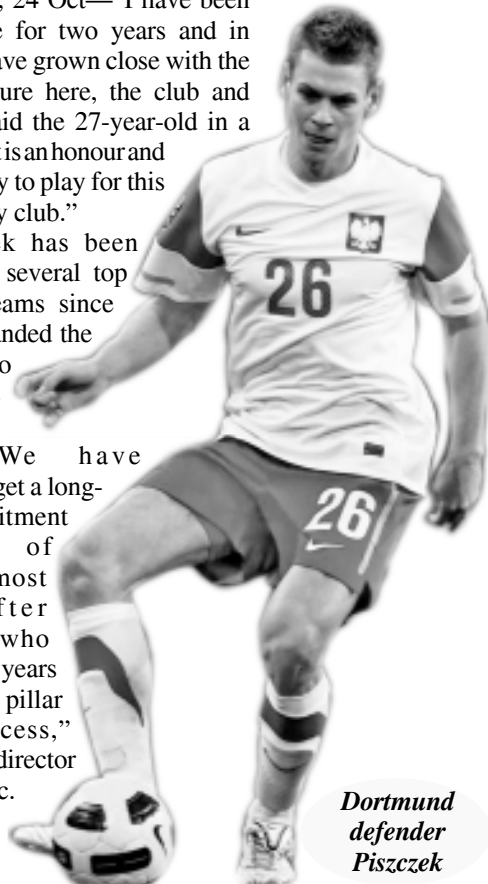 , 24 Oct— “I have been
e for two years and in
ave grown close with the
ure here, the club and
aid the 27-year-old in a
t is an honour and
y to play for this
y club.”
k has been
several top
eams since
nded the
o
We have
get a long-
itment
of
most
fter
who
years
pillar
cess,”
director
c.
26
26
Dortmund
defender
Piszczek